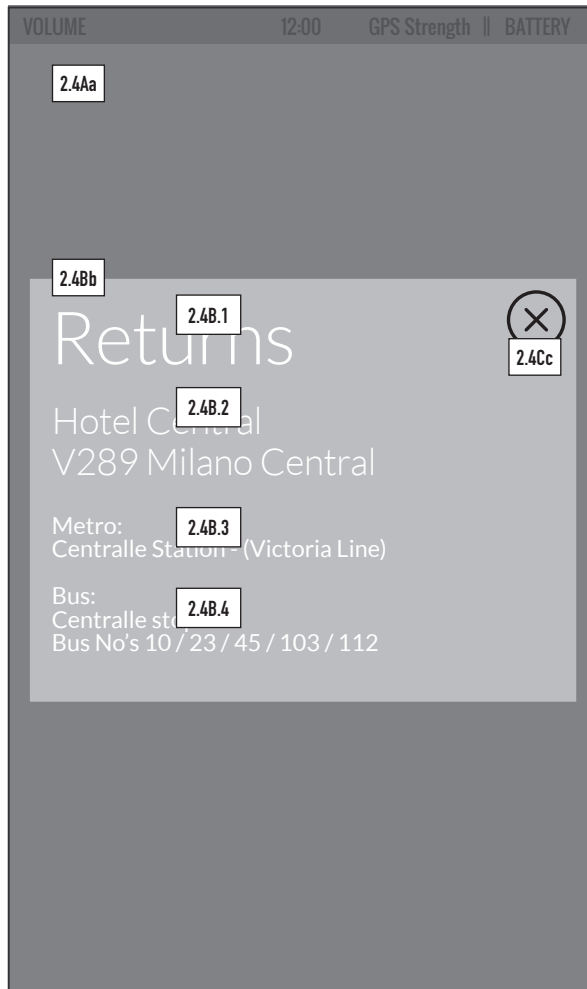 VOLUME 12:00 GPS Strength || BATTERY
2.4Aa
2.4Bb
2.4B.1
Returns
2.4Cc
2.4B.2
Hotel Central
V289 Milano Central
2.4B.3
Metro:
Centralle Station - (Victoria Line)
Bus:
2.4B.4
Centralle stop
Bus No's 10 / 23 / 45 / 103 / 112